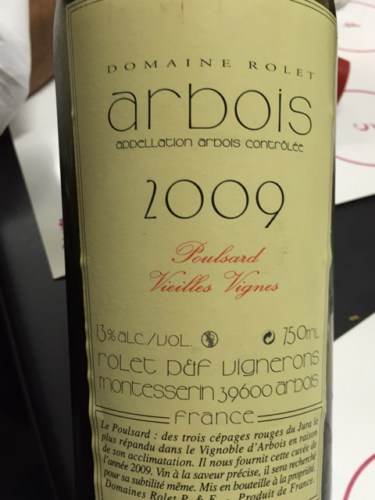 DOMAINE ROLET
arbois
appellation arbois contrôlée
2009
Poulsard
Vieilles Vignes
13% alc/vol. 750ml
rolet p&f vignerons
montesserin 39600 arbois
france
Le Poulsard : des trois cépages rouges du Jura le
plus répandu dans le Vignoble d'Arbois en raison
de son acclimatation. Il nous fournit cette cuvée de
l'année 2009. Vin à la saveur précise, il sera recherché
pour sa subtilité même. Mis en bouteille à la propriété.
Domaines Rolet P. & F. - Produit de France.